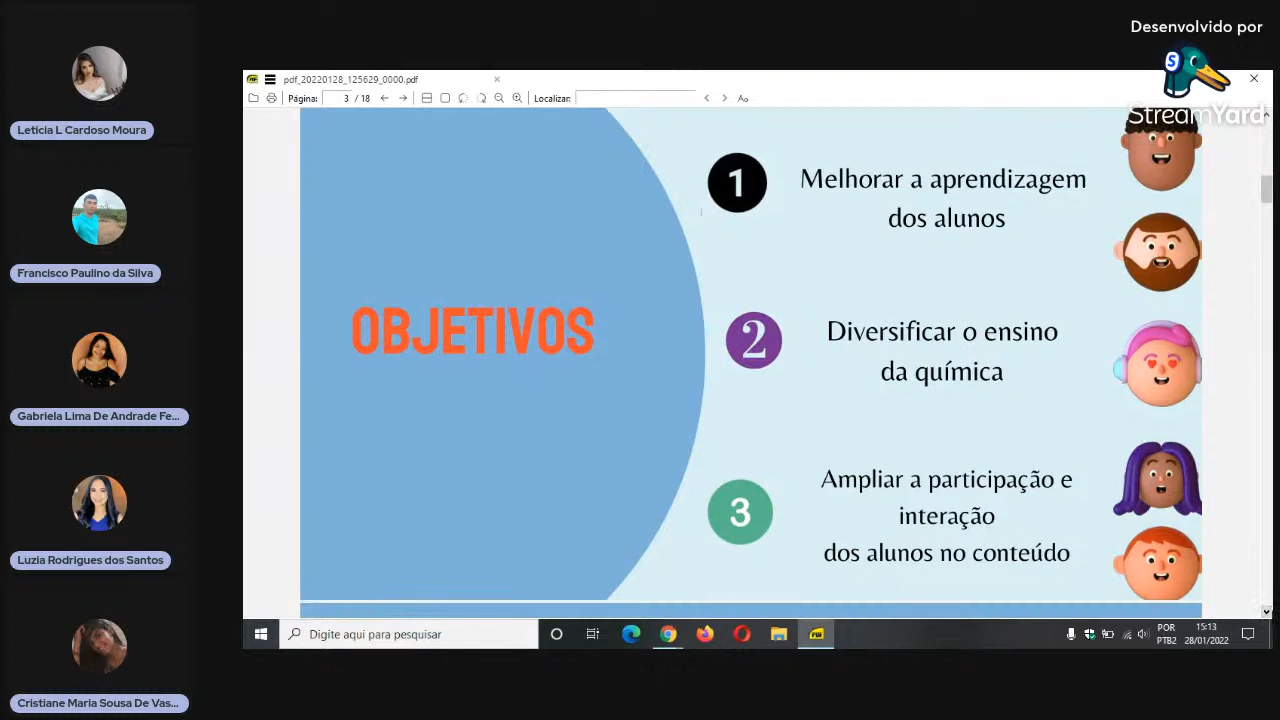 Desenvolvido por
StreamYard
Leticia L Cardoso Moura
Francisco Paulino da Silva
Gabriela Lima De Andrade Fe...
Luzia Rodrigues dos Santos
Cristiane Maria Sousa De Vas...
pdf_20220128_125629_0000.pdf
Página: 3 / 18 Localizar: Aa
OBJETIVOS
1
Melhorar a aprendizagem
dos alunos
2
Diversificar o ensino
da química
3
Ampliar a participação e
interação
dos alunos no conteúdo
Digite aqui para pesquisar
POR
PTB2
15:13
28/01/2022